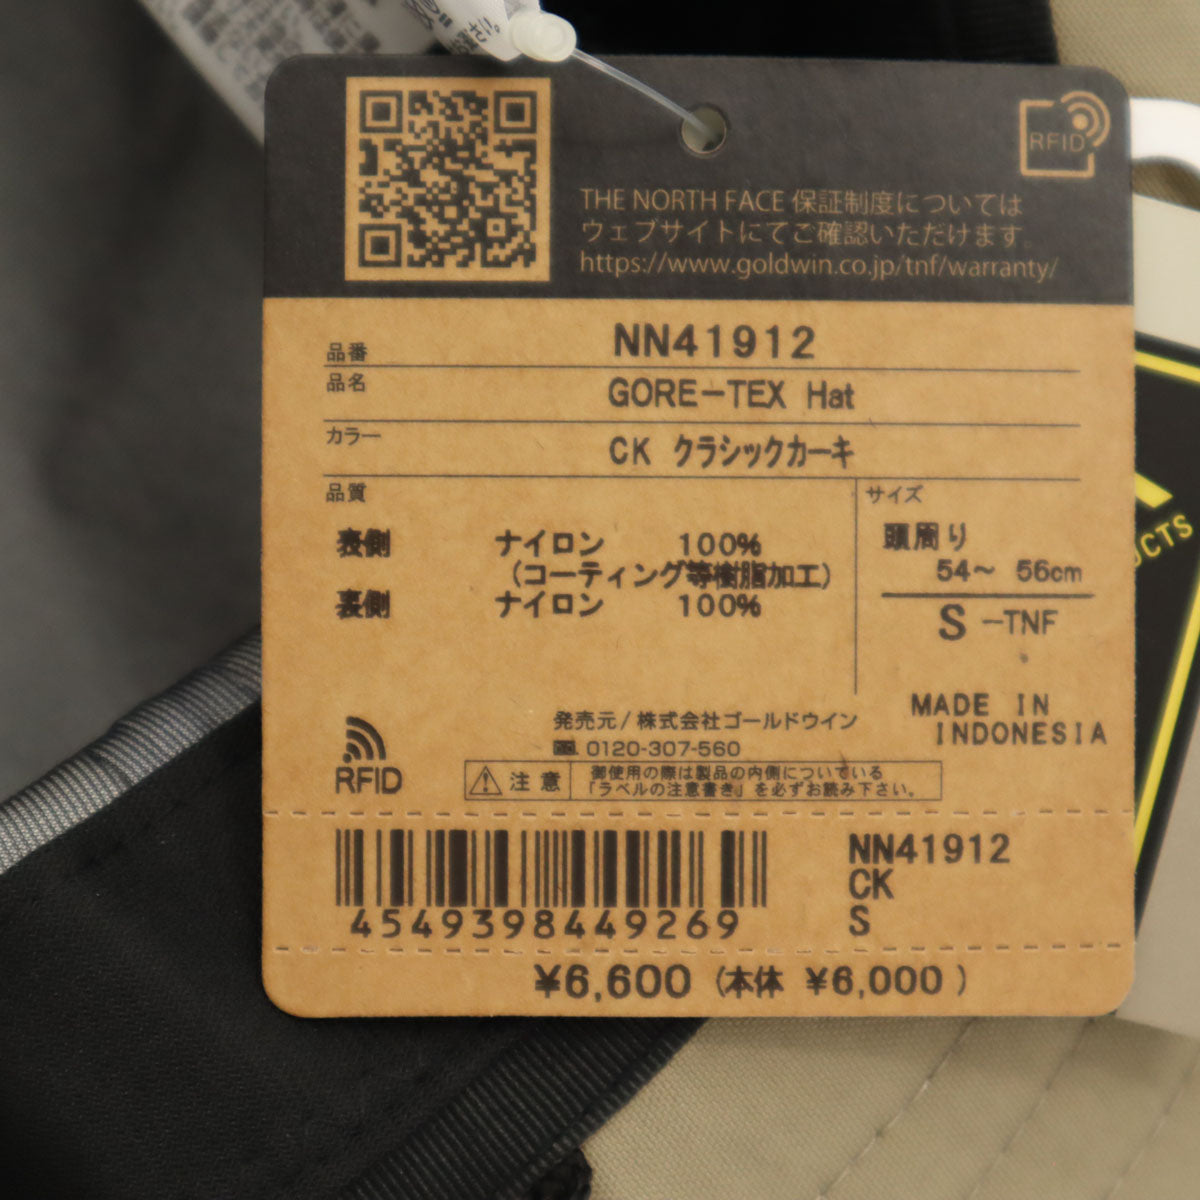 RFID
THE NORTH FACE 保証制度については
ウェブサイトにてご確認いただけます。
https://www.goldwin.co.jp/tnf/warranty/
品番 NN41912
品名 GORE-TEX Hat
カラー CK クラシックカーキ
品質
表側 ナイロン 100%
(コーティング等樹脂加工)
裏側 ナイロン 100%
サイズ
頭周り
54～ 56cm
S -TNF
MADE IN
INDONESIA
発売元/株式会社ゴールドウイン
0120-307-560
RFID
注意
御使用の際は製品の内側についている
「ラベルの注意書き」を必ずお読み下さい。
4549398449269
NN41912
CK
S
¥6,600 (本体 ¥6,000 )